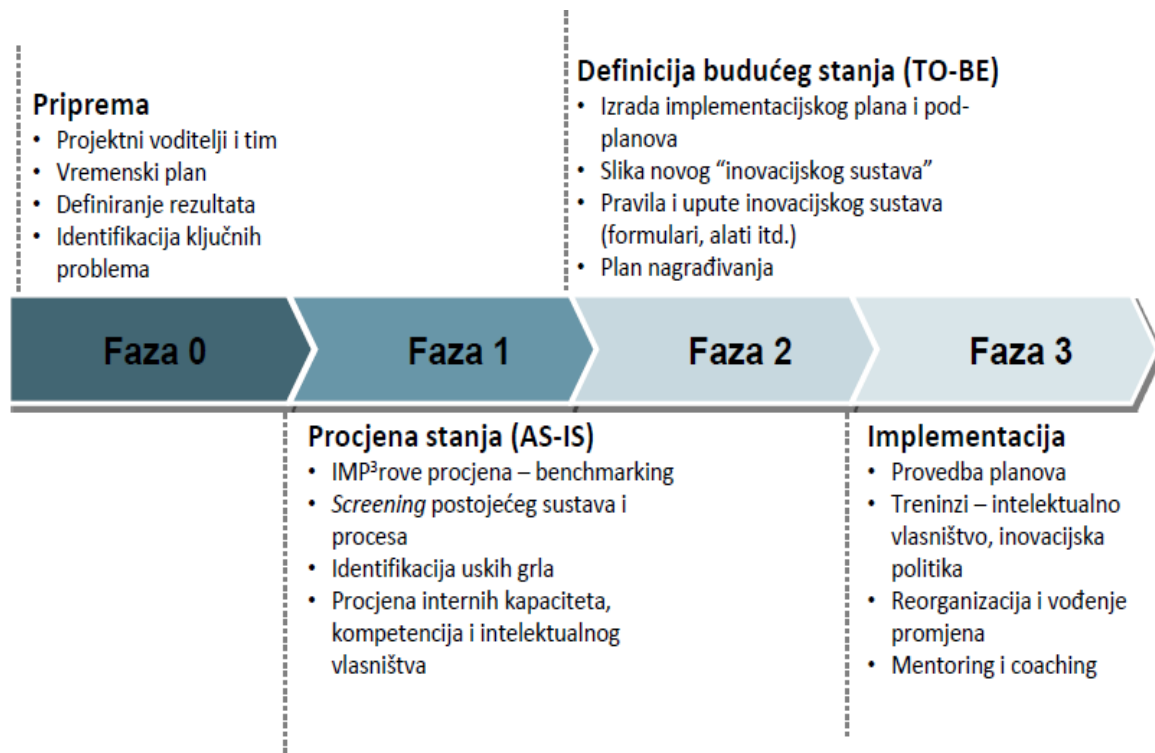 Priprema
• Projektni voditelji i tim
• Vremenski plan
• Definiranje rezultata
• Identifikacija ključnih
problema
Definicija budućeg stanja (TO-BE)
• Izrada implementacijskog plana i pod-
planova
• Slika novog “inovacijskog sustava”
• Pravila i upute inovacijskog sustava
(formulari, alati itd.)
• Plan nagrađivanja
Faza 0
Faza 1
Faza 2
Faza 3
Procjena stanja (AS-IS)
• IMP³rove procjena – benchmarking
• Screening postojećeg sustava i
procesa
• Identifikacija uskih grla
• Procjena internih kapaciteta,
kompetencija i intelektualnog
vlasništva
Implementacija
• Provedba planova
• Treninzi – intelektualno
vlasništvo, inovacijska
politika
• Reorganizacija i vođenje
promjena
• Mentoring i coaching